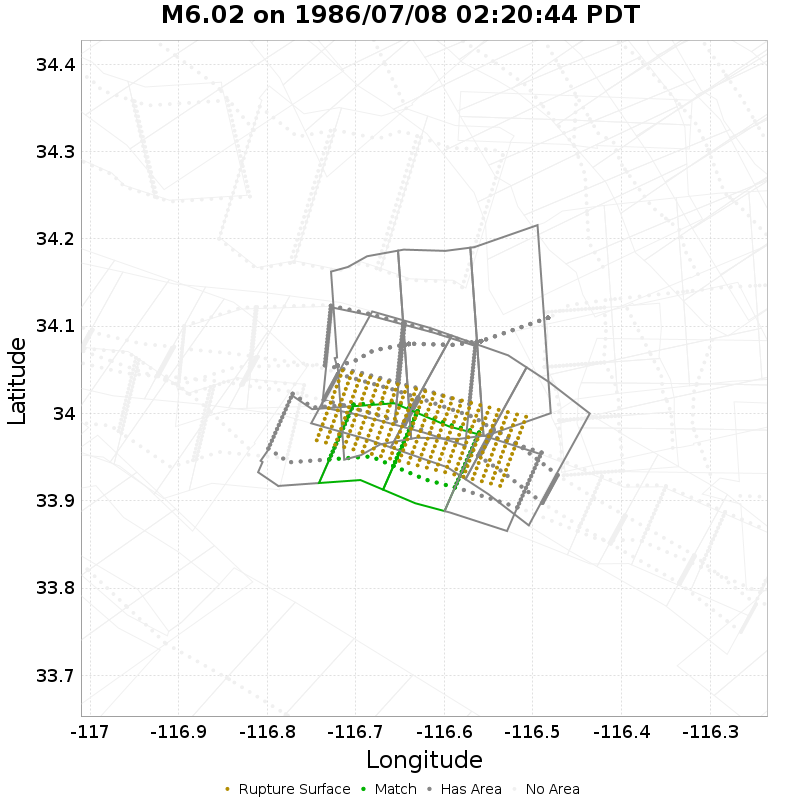 M6.02 on 1986/07/08 02:20:44 PDT
34.4
34.3
34.2
34.1
34
33.9
33.8
33.7
Latitude
-117 -116.9 -116.8 -116.7 -116.6 -116.5 -116.4 -116.3
Longitude
Rupture Surface Match Has Area No Area